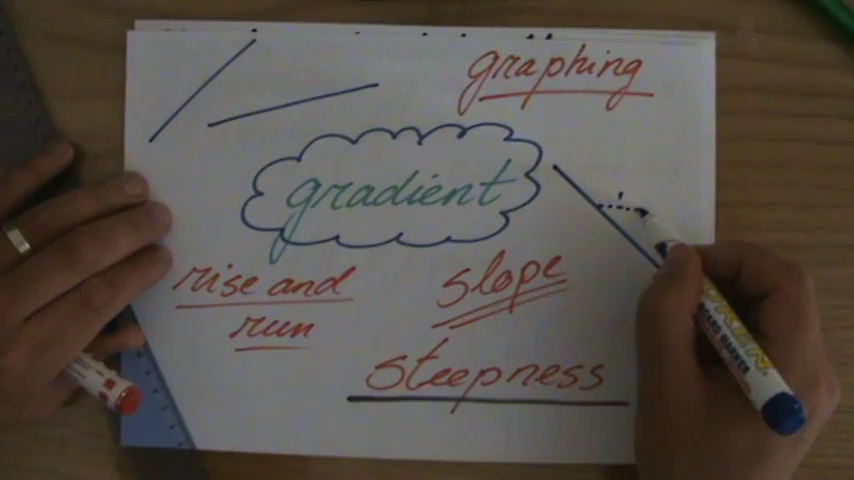 graphing
gradient
rise and
run
slope
steepness